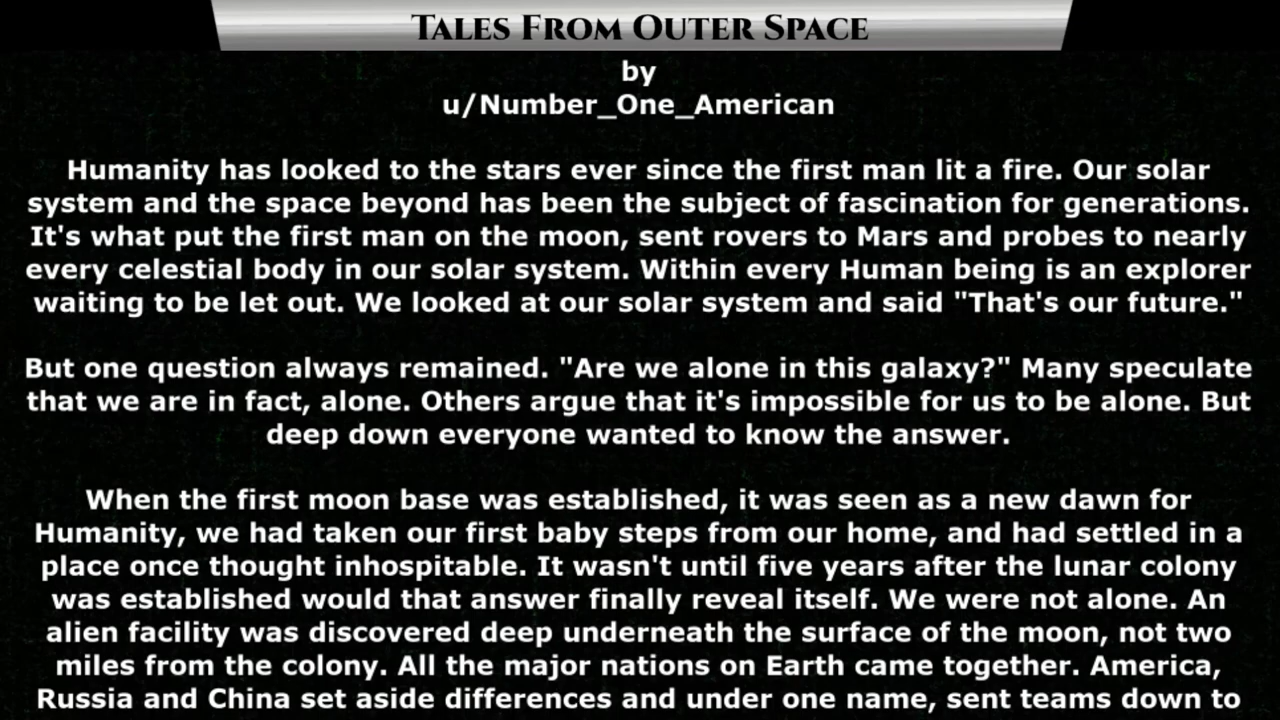 Tales From Outer Space
by
u/Number_One_American
Humanity has looked to the stars ever since the first man lit a fire. Our solar
system and the space beyond has been the subject of fascination for generations.
It's what put the first man on the moon, sent rovers to Mars and probes to nearly
every celestial body in our solar system. Within every Human being is an explorer
waiting to be let out. We looked at our solar system and said "That's our future."
But one question always remained. "Are we alone in this galaxy?" Many speculate
that we are in fact, alone. Others argue that it's impossible for us to be alone. But
deep down everyone wanted to know the answer.
When the first moon base was established, it was seen as a new dawn for
Humanity, we had taken our first baby steps from our home, and had settled in a
place once thought inhospitable. It wasn't until five years after the lunar colony
was established would that answer finally reveal itself. We were not alone. An
alien facility was discovered deep underneath the surface of the moon, not two
miles from the colony. All the major nations on Earth came together. America,
Russia and China set aside differences and under one name, sent teams down to